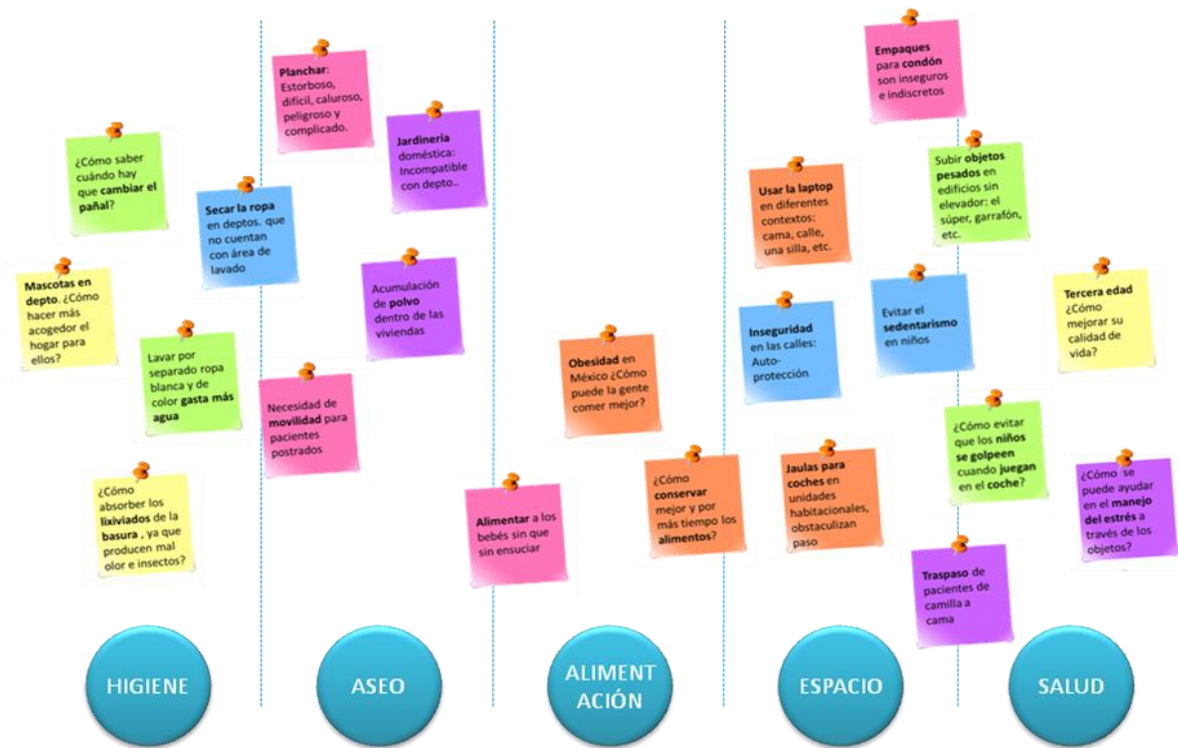 ¿Cómo saber
cuándo hay
que cambiar el
pañal?
Mascotas en
depto. ¿Cómo
hacer más
acogedor el
hogar para
ellos?
Lavar por
separado ropa
blanca y de
color gasta más
agua
¿Cómo
absorber los
lixiviados de la
basura , ya que
producen mal
olor e insectos?
Secar la ropa
en deptos. que
no cuentan
con área de
lavado
Planchar:
Estorboso,
difícil, caluroso,
peligroso y
complicado.
Jardinería
doméstica:
Incompatible
con depto..
Acumulación
de polvo
dentro de las
viviendas
Necesidad de
movilidad para
pacientes
postrados
Alimentar a los
bebés sin que
sin ensuciar
Obesidad en
México ¿Cómo
puede la gente
comer mejor?
¿Cómo
conservar
mejor y por
más tiempo los
alimentos?
Empaques
para condón
son inseguros
e indiscretos
Usar la laptop
en diferentes
contextos:
cama, calle,
una silla, etc.
Subir objetos
pesados en
edificios sin
elevador: el
súper, garrafón,
etc.
Inseguridad
en las calles:
Auto-
protección
Evitar el
sedentarismo
en niños
Tercera edad
¿Cómo
mejorar su
calidad de
vida?
Jaulas para
coches en
unidades
habitacionales,
obstaculizan
paso
¿Cómo evitar
que los niños
se golpeen
cuando juegan
en el coche?
¿Cómo se
puede ayudar
en el manejo
del estrés a
través de los
objetos?
Traspaso de
pacientes de
camilla a
cama
HIGIENE
ASEO
ALIMENT
ACIÓN
ESPACIO
SALUD